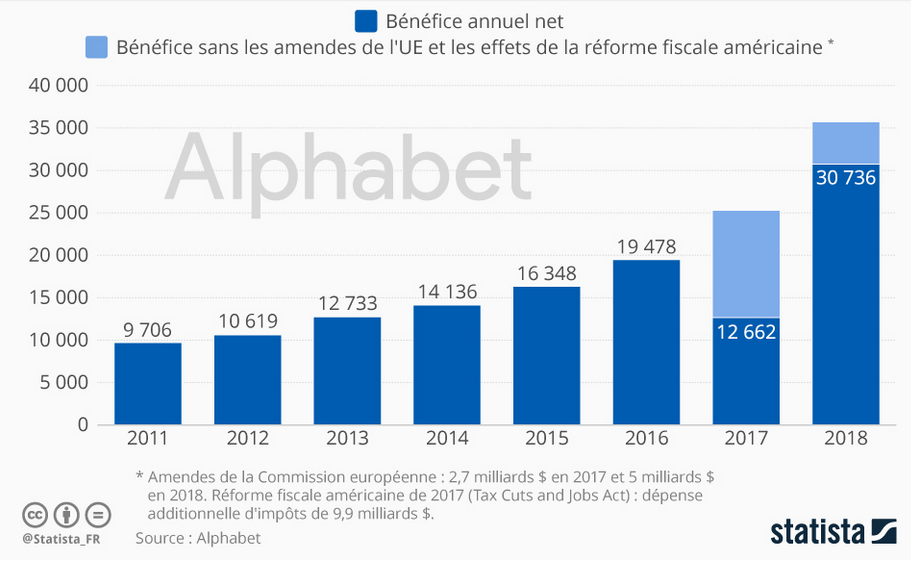 Bénéfice annuel net
Bénéfice sans les amendes de l'UE et les effets de la réforme fiscale américaine *
40 000
35 000
30 000
25 000
20 000
15 000
10 000
5 000
0
Alphabet
9 706
10 619
12 733
14 136
16 348
19 478
12 662
30 736
2011 2012 2013 2014 2015 2016 2017 2018
* Amendes de la Commission européenne : 2,7 milliards $ en 2017 et 5 milliards $
en 2018. Réforme fiscale américaine de 2017 (Tax Cuts and Jobs Act) : dépense
additionnelle d'impôts de 9,9 milliards $.
cc
@Statista_FR
Source : Alphabet
statista